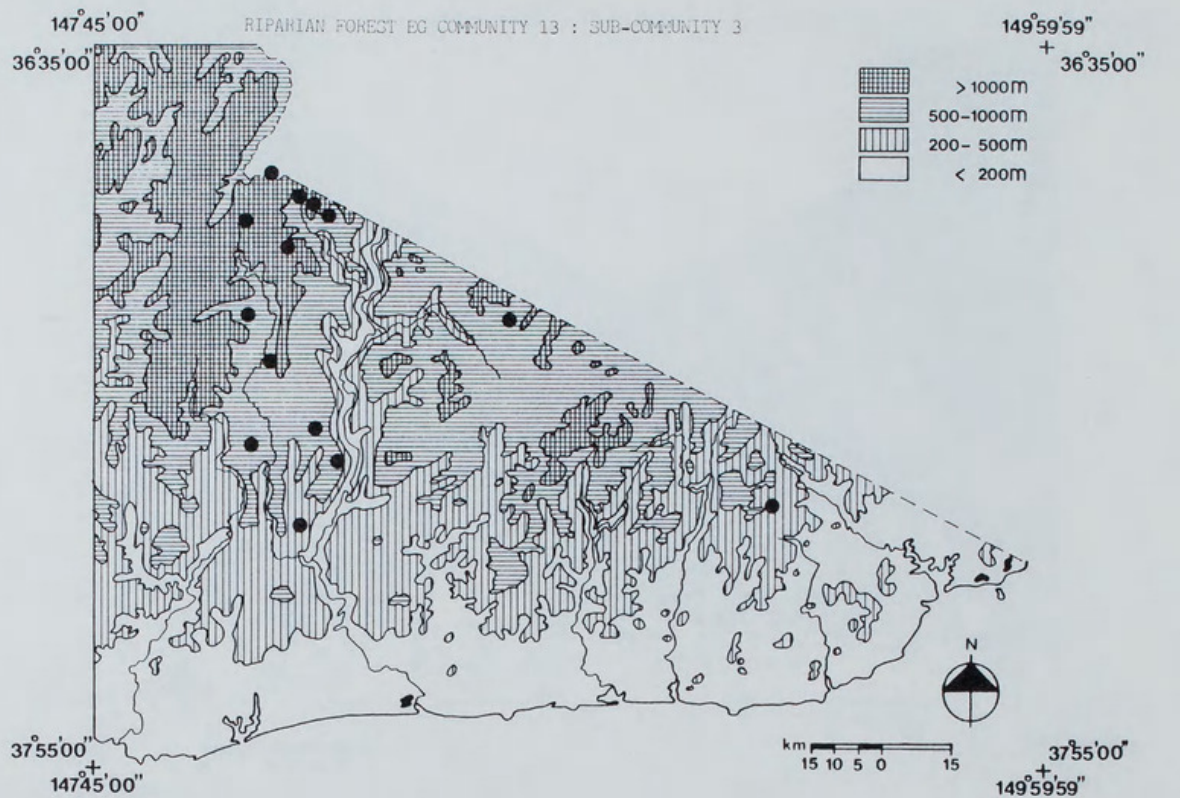 RIPARIAN FOREST EG COMMUNITY 13 : SUB-COMMUNITY 3
147°45'00"
36°35'00"
149°59'59"
36°35'00"
>1000m
500-1000m
200-500m
< 200m
N
km
15 10 5 0 15
37°55'00"
147°45'00"
37°55'00"
149°59'59"